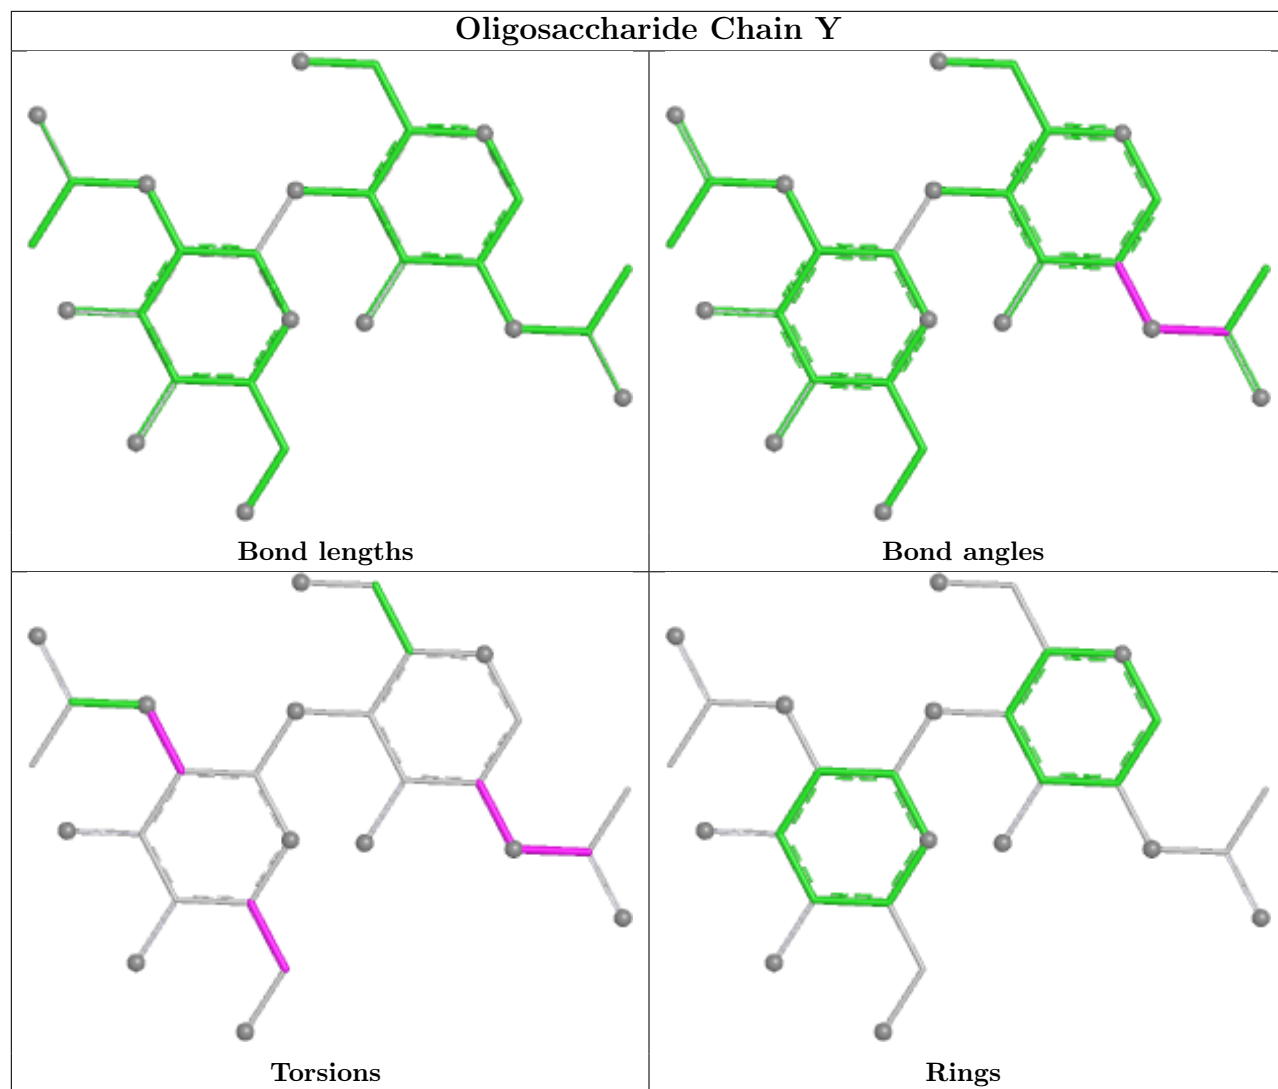 Oligosaccharide Chain Y
Bond lengths
Bond angles
Torsions
Rings